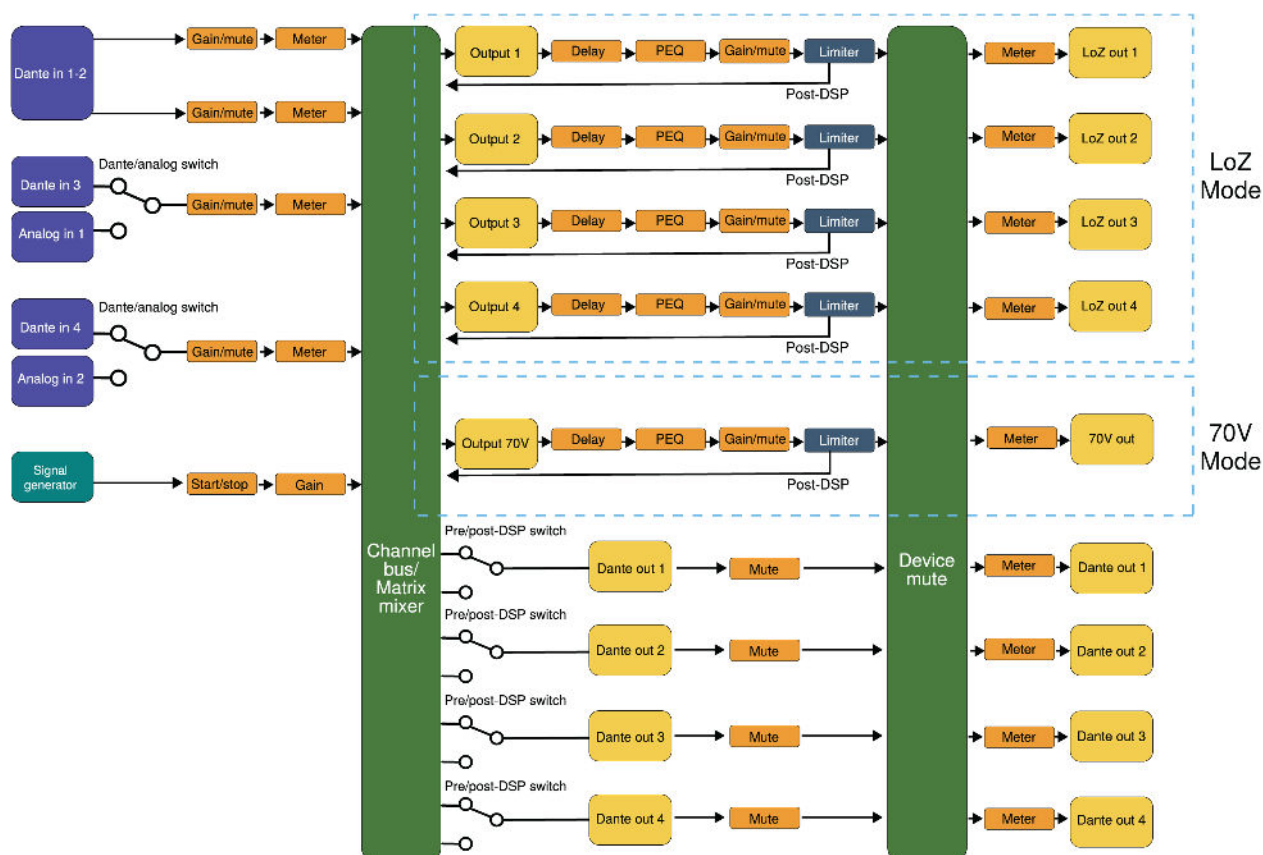 Dante in 1-2
Gain/mute
Meter
Gain/mute
Meter
Dante/analog switch
Dante in 3
Analog in 1
Gain/mute
Meter
Dante/analog switch
Dante in 4
Analog in 2
Gain/mute
Meter
Signal
generator
Start/stop
Gain
Channel
bus/
Matrix
mixer
Output 1
Delay
PEQ
Gain/mute
Limiter
Post-DSP
Output 2
Delay
PEQ
Gain/mute
Limiter
Post-DSP
Output 3
Delay
PEQ
Gain/mute
Limiter
Post-DSP
Output 4
Delay
PEQ
Gain/mute
Limiter
Post-DSP
Output 70V
Delay
PEQ
Gain/mute
Limiter
Post-DSP
Pre/post-DSP switch
Dante out 1
Mute
Pre/post-DSP switch
Dante out 2
Mute
Pre/post-DSP switch
Dante out 3
Mute
Pre/post-DSP switch
Dante out 4
Mute
Device
mute
Meter
LoZ out 1
Meter
LoZ out 2
Meter
LoZ out 3
Meter
LoZ out 4
LoZ
Mode
Meter
70V out
70V
Mode
Meter
Dante out 1
Meter
Dante out 2
Meter
Dante out 3
Meter
Dante out 4